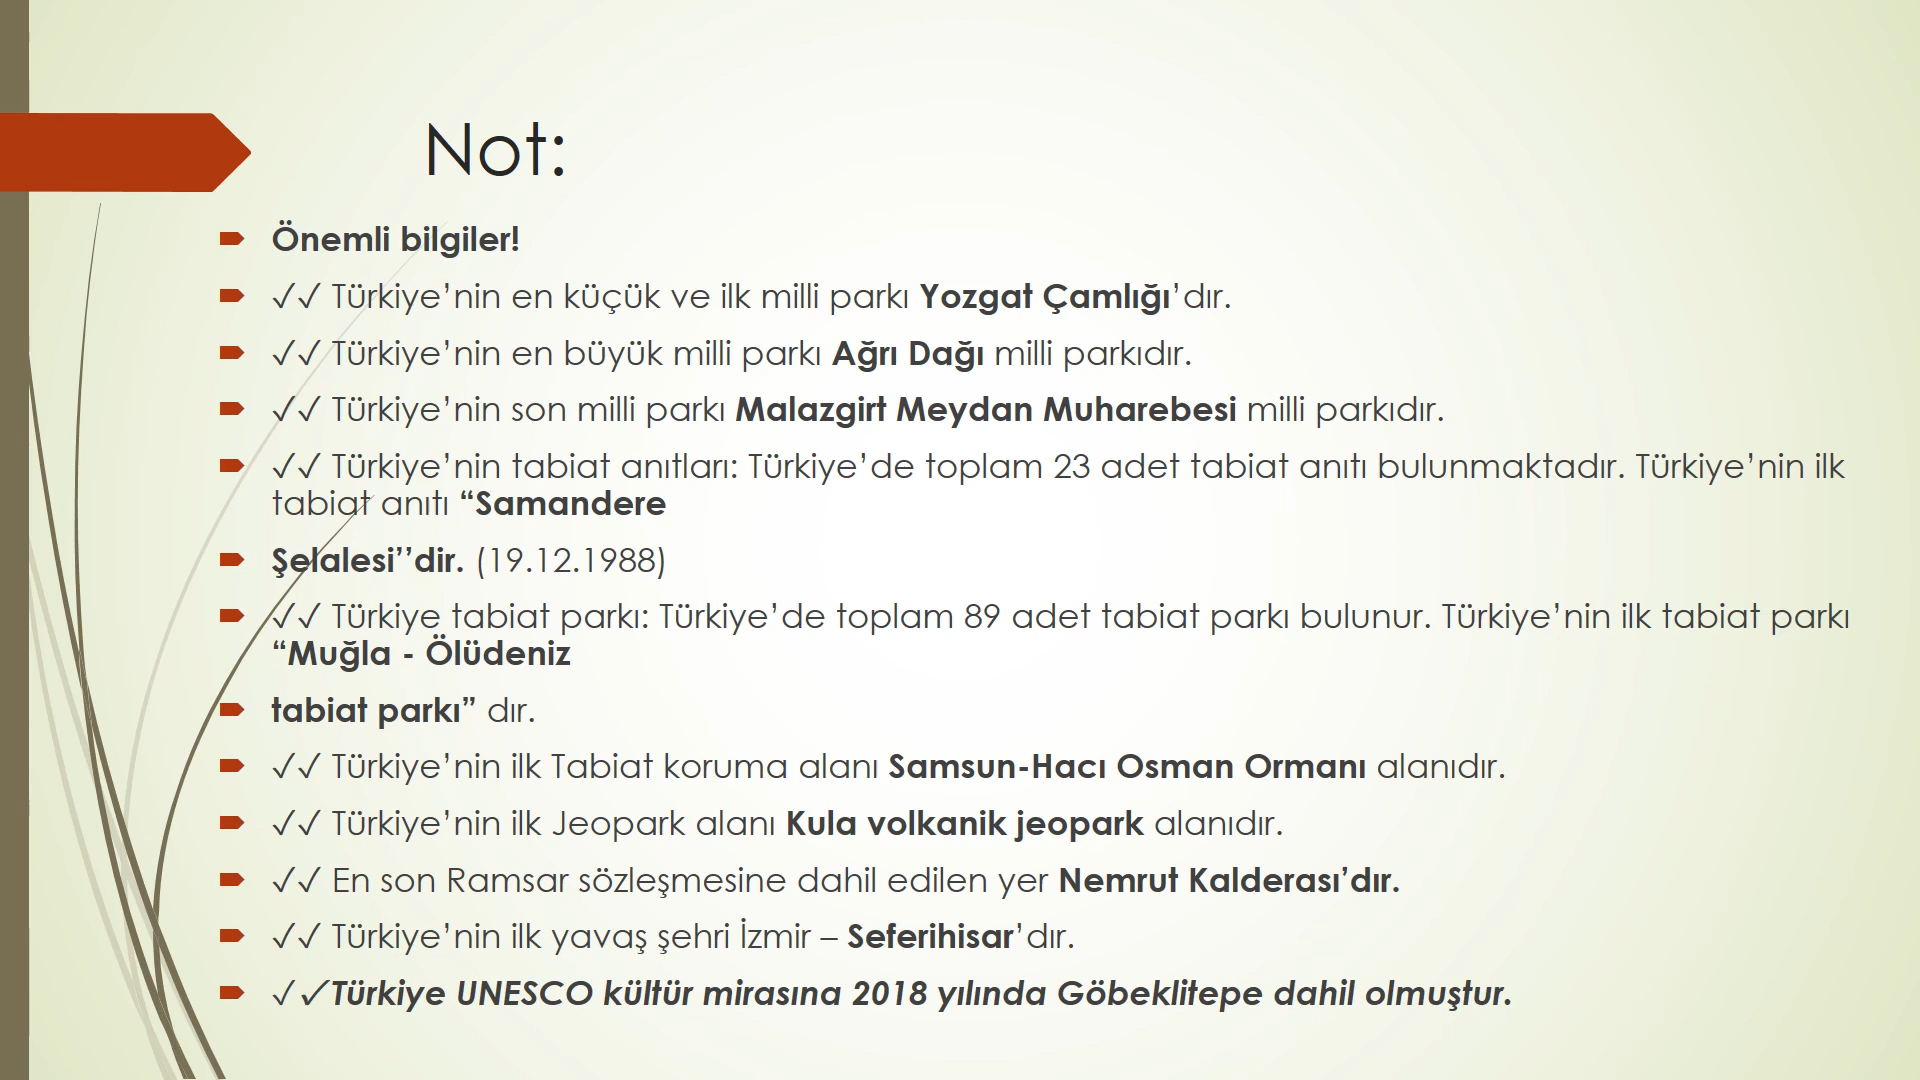 Not:
Önemli bilgiler!
✓✓ Türkiye’nin en küçük ve ilk milli parkı Yozgat Çamlığı’dır.
✓✓ Türkiye’nin en büyük milli parkı Ağrı Dağı milli parkıdır.
✓✓ Türkiye’nin son milli parkı Malazgirt Meydan Muharebesi milli parkıdır.
✓✓ Türkiye’nin tabiat anıtları: Türkiye’de toplam 23 adet tabiat anıtı bulunmaktadır. Türkiye’nin ilk
tabiat anıtı “Samandere
Şelalesi’’dir. (19.12.1988)
✓✓ Türkiye tabiat parkı: Türkiye’de toplam 89 adet tabiat parkı bulunur. Türkiye’nin ilk tabiat parkı
“Muğla - Ölüdeniz
tabiat parkı” dır.
✓✓ Türkiye’nin ilk Tabiat koruma alanı Samsun-Hacı Osman Ormanı alanıdır.
✓✓ Türkiye’nin ilk Jeopark alanı Kula volkanik jeopark alanıdır.
✓✓ En son Ramsar sözleşmesine dahil edilen yer Nemrut Kalderası’dır.
✓✓ Türkiye’nin ilk yavaş şehri İzmir – Seferihisar’dır.
✓✓Türkiye UNESCO kültür mirasına 2018 yılında Göbeklitepe dahil olmuştur.